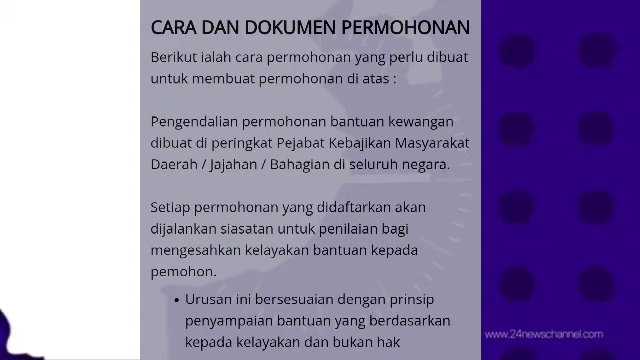 CARA DAN DOKUMEN PERMOHONAN
Berikut ialah cara permohonan yang perlu dibuat
untuk membuat permohonan di atas :
Pengendalian permohonan bantuan kewangan
dibuat di peringkat Pejabat Kebajikan Masyarakat
Daerah / Jajahan / Bahagian di seluruh negara.
Setiap permohonan yang didaftarkan akan
dijalankan siasatan untuk penilaian bagi
mengesahkan kelayakan bantuan kepada
pemohon.
• Urusan ini bersesuaian dengan prinsip
penyampaian bantuan yang berdasarkan
kepada kelayakan dan bukan hak
www.24newschannel.com